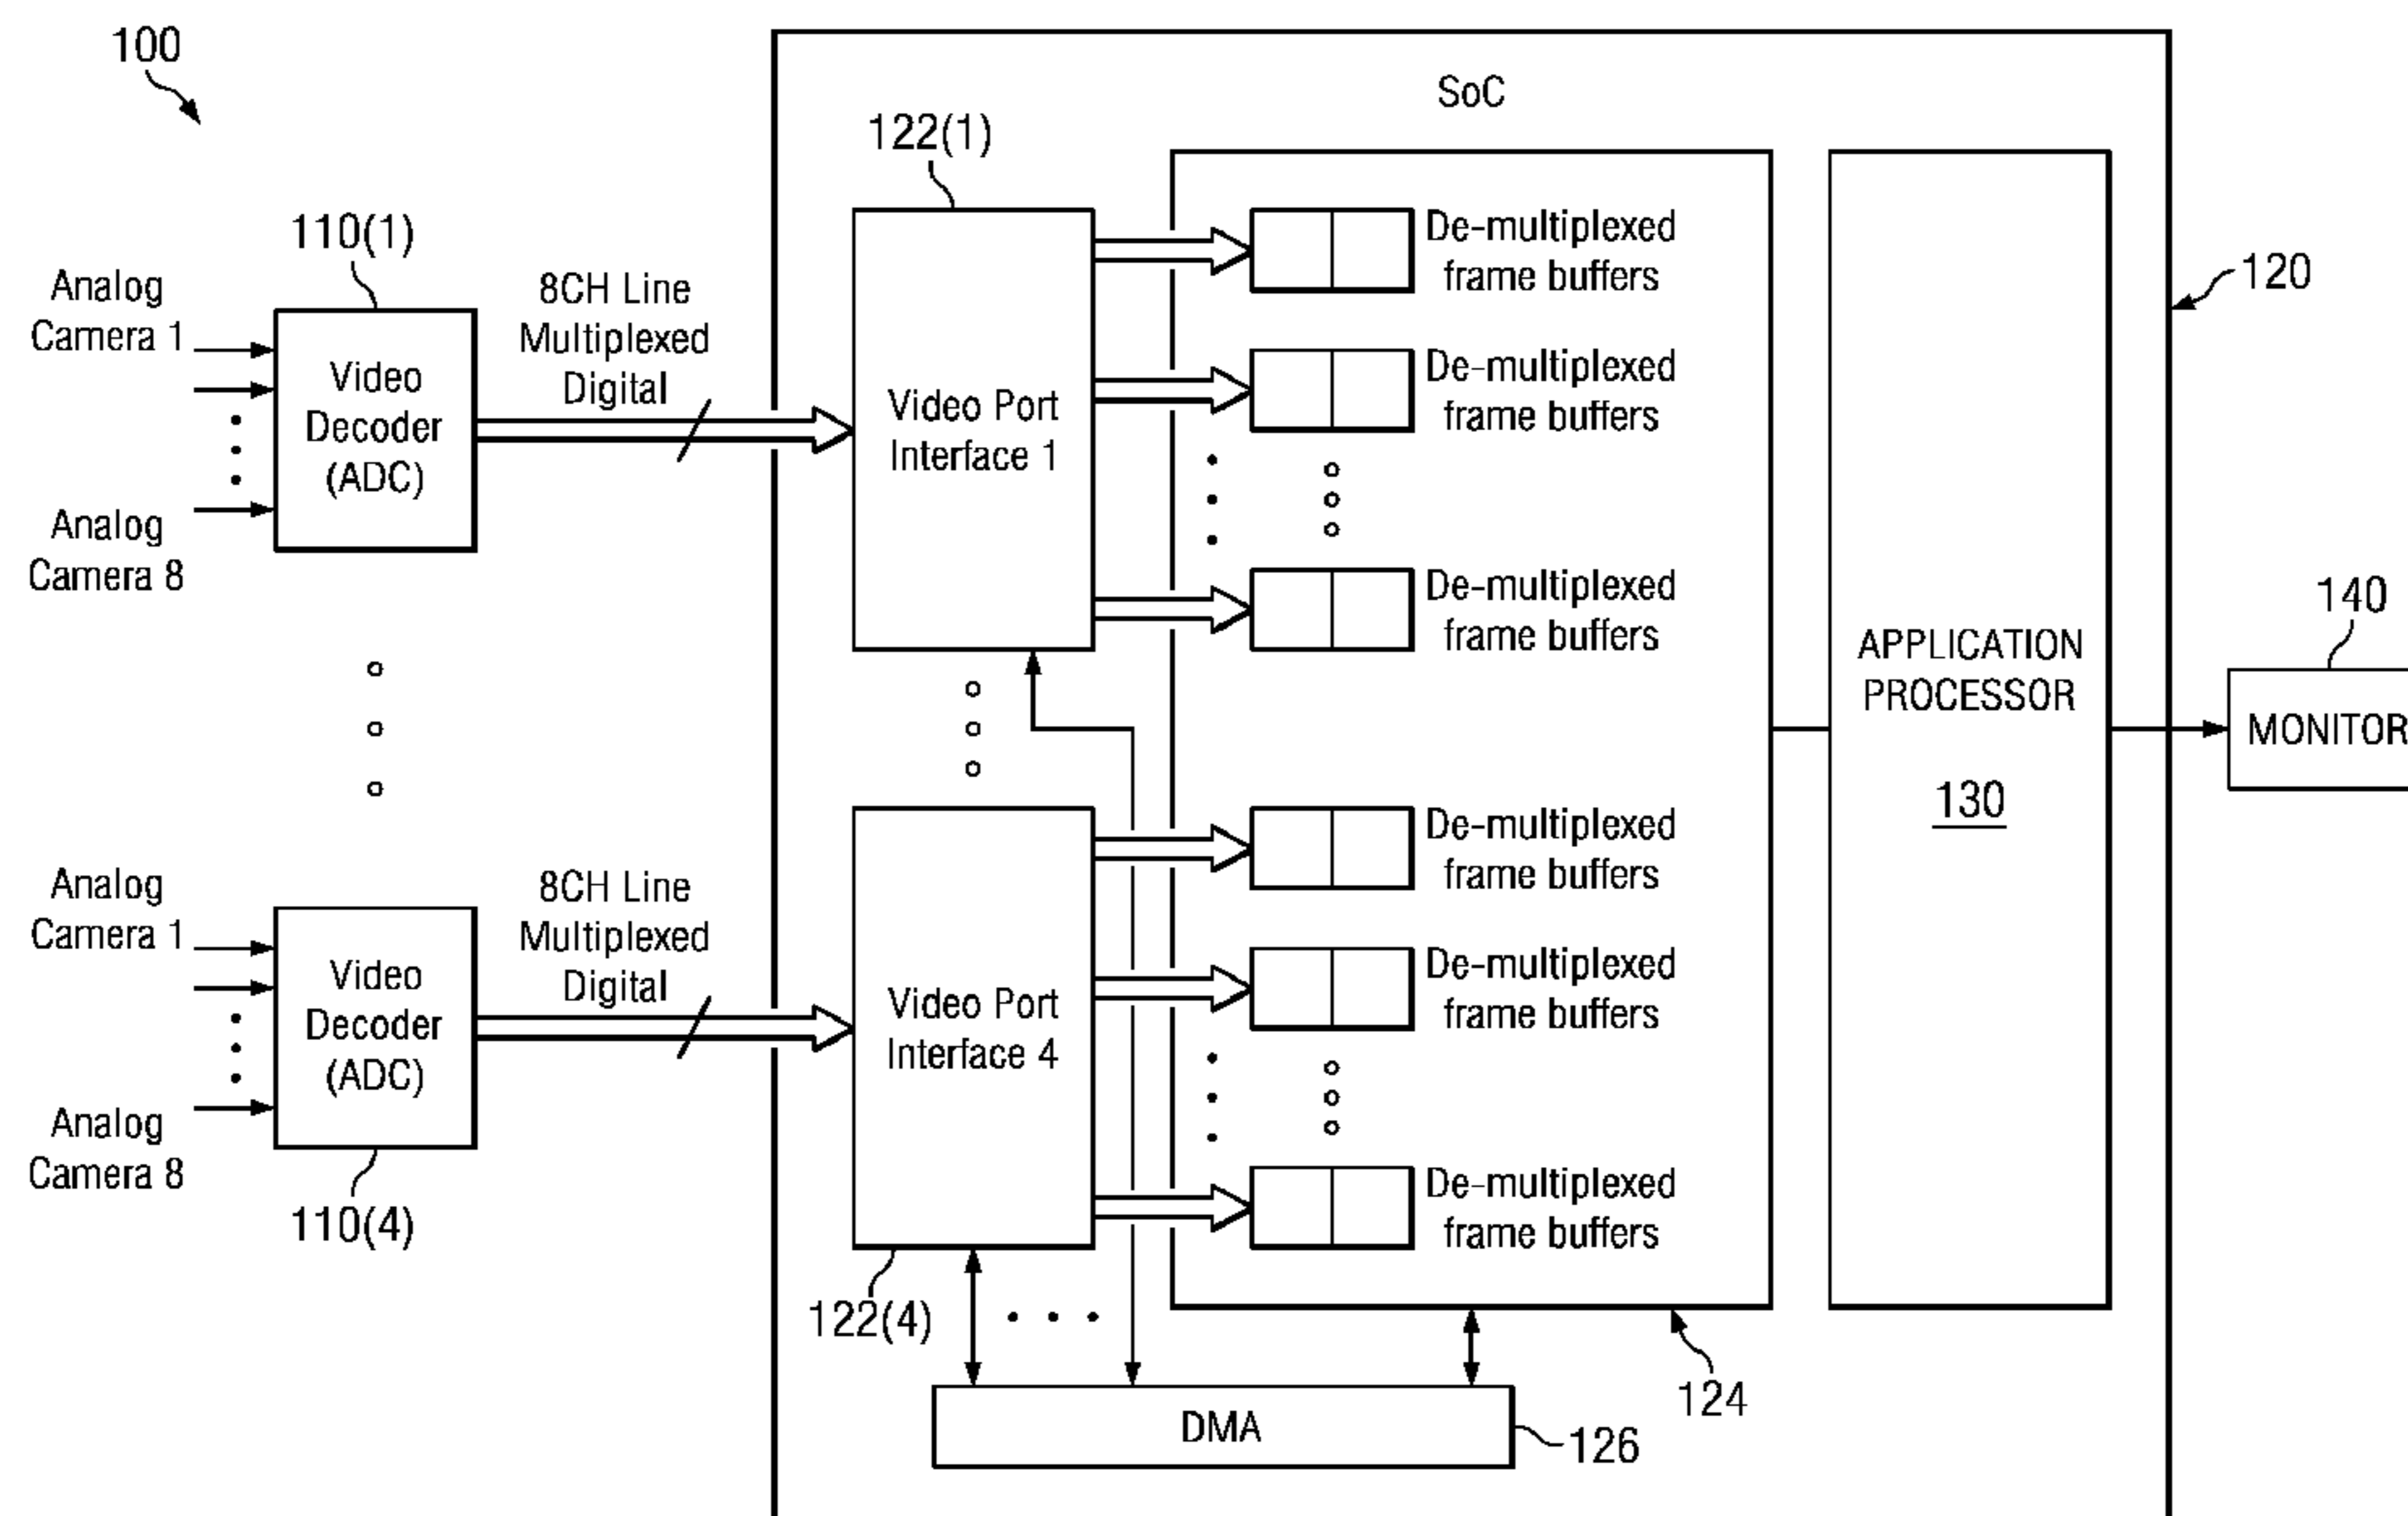 100
SoC
122(1)
110(1)
Analog
Camera 1
Analog
Camera 8
Video
Decoder
(ADC)
8CH Line
Multiplexed
Digital
Video Port
Interface 1
De-multiplexed
frame buffers
De-multiplexed
frame buffers
De-multiplexed
frame buffers
120
APPLICATION
PROCESSOR
130
140
MONITOR
Analog
Camera 1
Analog
Camera 8
Video
Decoder
(ADC)
110(4)
8CH Line
Multiplexed
Digital
Video Port
Interface 4
122(4)
De-multiplexed
frame buffers
De-multiplexed
frame buffers
De-multiplexed
frame buffers
124
DMA
126